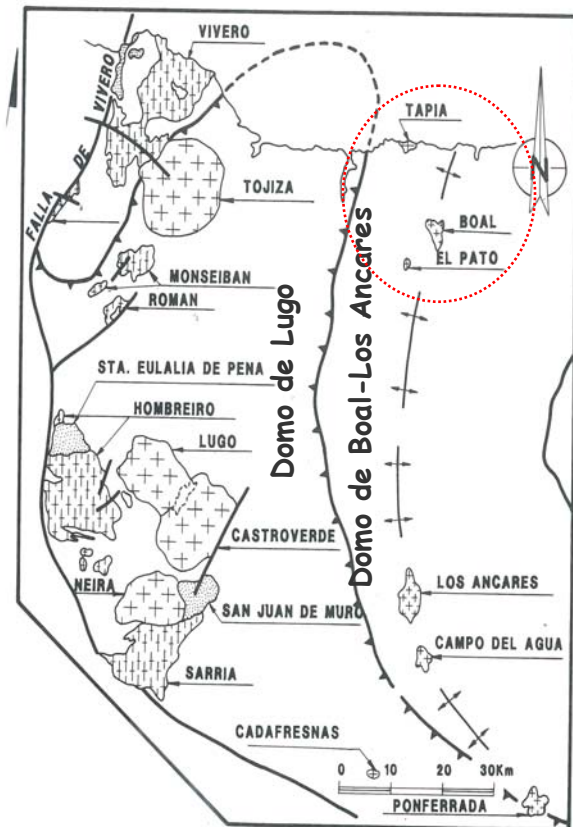 VIVERO
FALLA DE VIVERO
TAPIA
N
TOJIZA
BOAL
EL PATO
MONSEIBAN
ROMAN
Domo de Lugo
Domo de Boal-Los Ancares
STA. EULALIA DE PENA
HOMBREIRO
LUGO
CASTROVERDE
NEIRA
SAN JUAN DE MURO
LOS ANCARES
CAMPO DEL AGUA
SARRIA
CADAFRESNAS
0 10 20 30Km
PONFERRADA